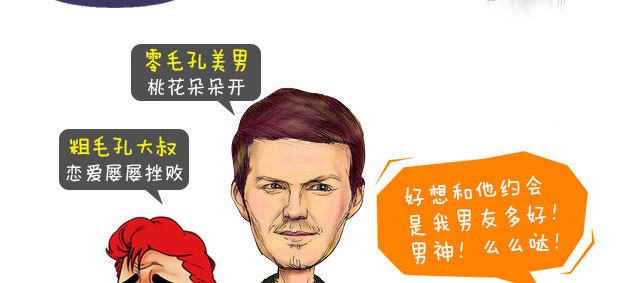 零毛孔美男
桃花朵朵开
粗毛孔大叔
恋爱屡屡挫败
好想和他约会
是我男友多好！
男神！么么哒！